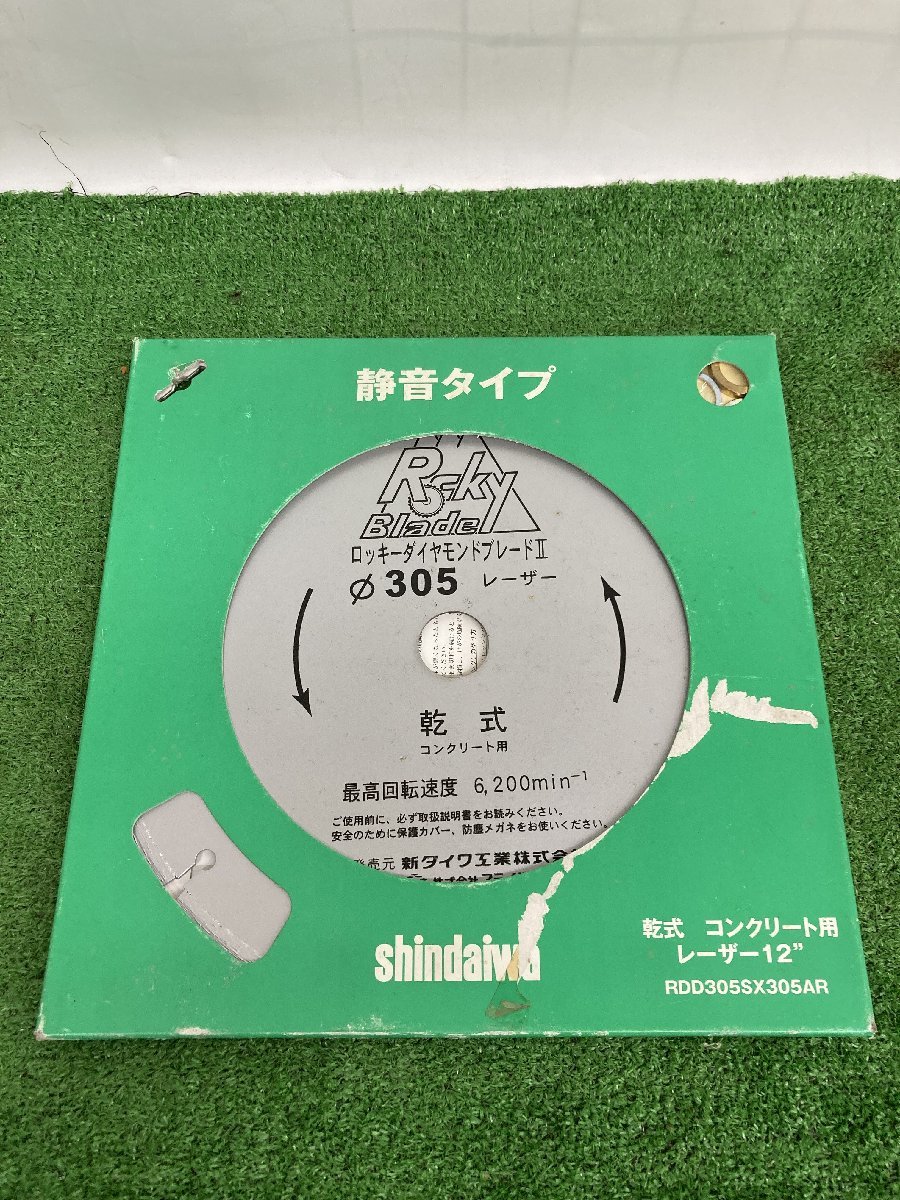 静音タイプ
Rocky
Blade
ロッキーダイヤモンドブレードⅡ
φ305 レーザー
乾式
コンクリート用
最高回転速度 6,200min⁻¹
ご使用前に、必ず取扱説明書をお読みください。
安全のために保護カバー、防塵メガネをお使いください。
発売元 新ダイワ工業株式会
shindaiwa
乾式 コンクリート用
レーザー12”
RDD305SX305AR